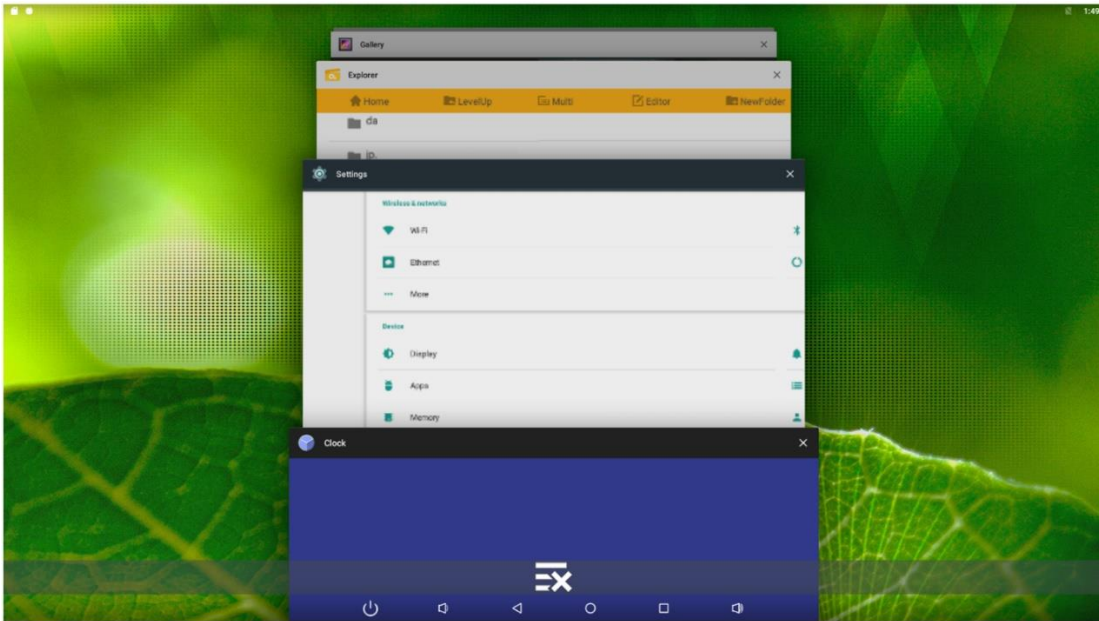 1:49
Gallery
Explorer
Home LevelUp Multi Editor NewFolder
da
ip.
Settings
Wireless & networks
Wi-Fi
Ethernet
More
Device
Display
Apps
Memory
Clock